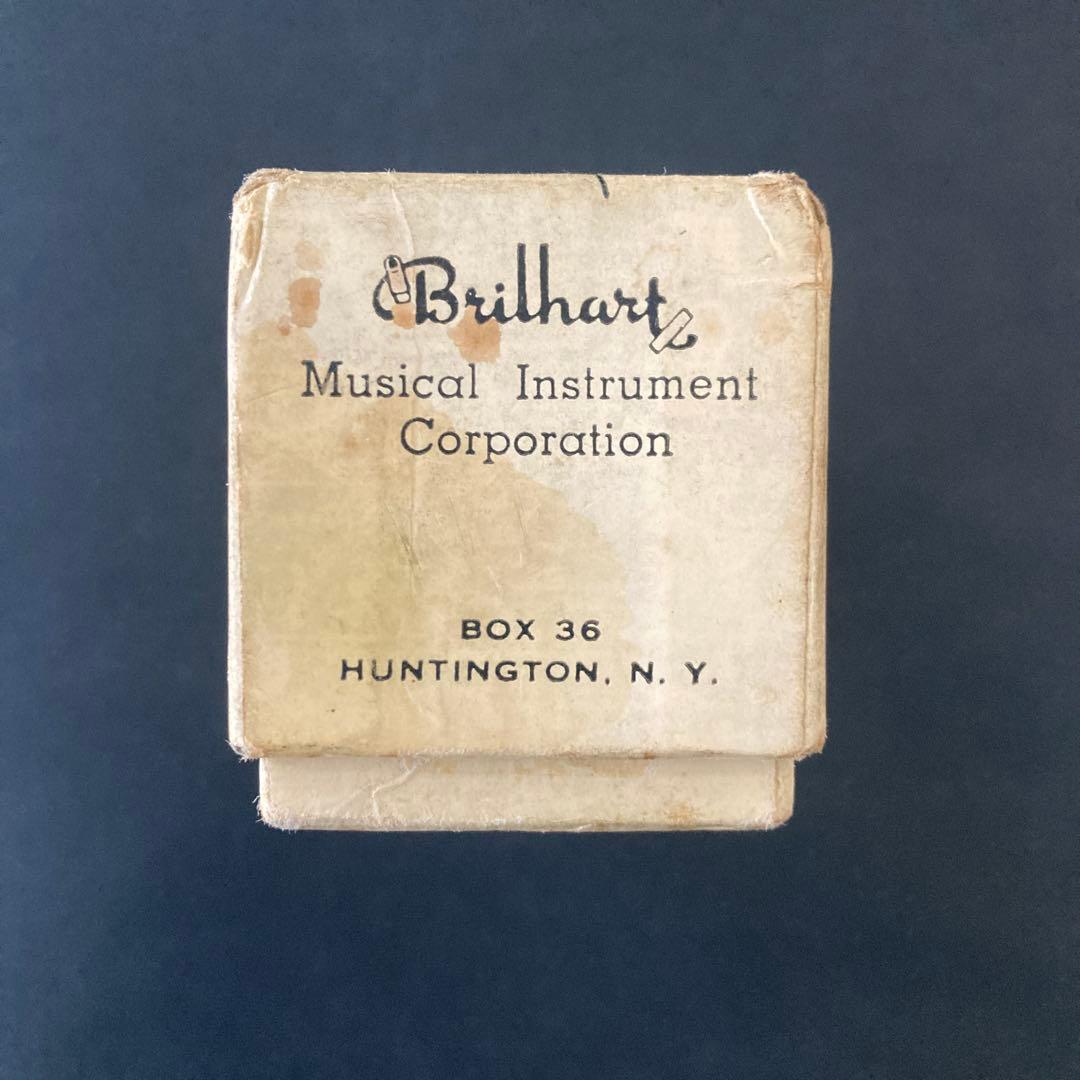 Brilhart
Musical Instrument
Corporation
BOX 36
HUNTINGTON, N. Y.